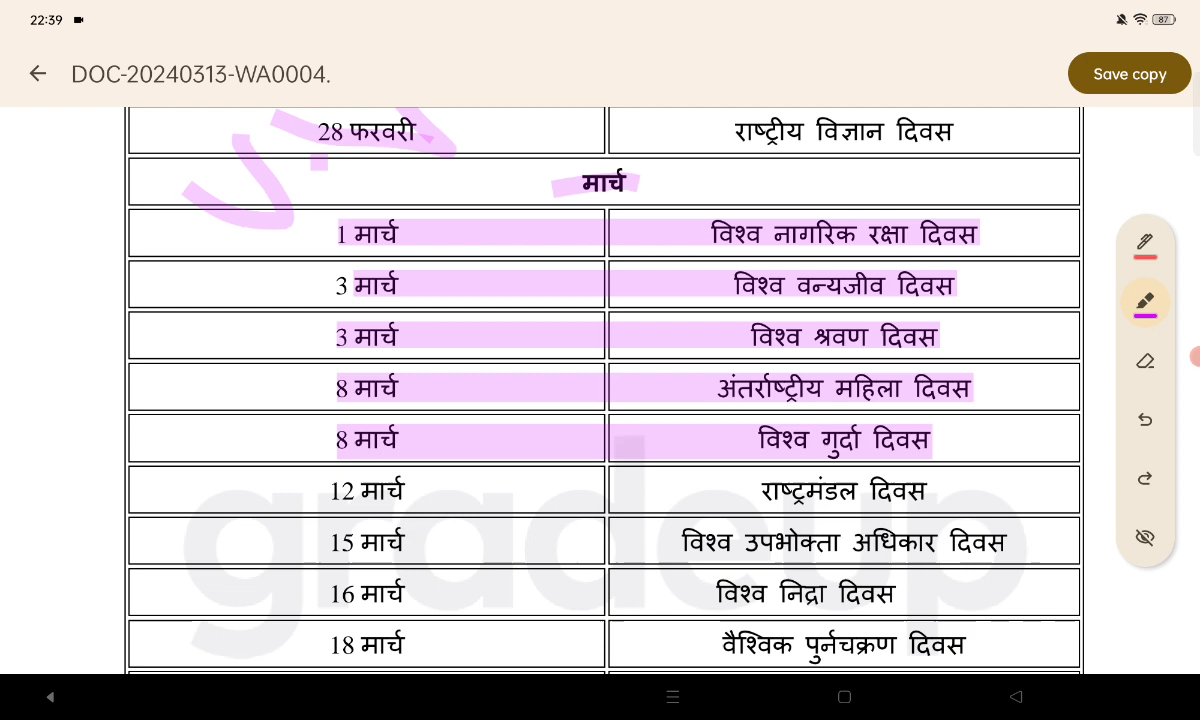 22:39
87
DOC-20240313-WA0004.
Save copy
V.V
28 फरवरी राष्ट्रीय विज्ञान दिवस
मार्च
1 मार्च विश्व नागरिक रक्षा दिवस
3 मार्च विश्व वन्यजीव दिवस
3 मार्च विश्व श्रवण दिवस
8 मार्च अंतर्राष्ट्रीय महिला दिवस
8 मार्च विश्व गुर्दा दिवस
12 मार्च राष्ट्रमंडल दिवस
15 मार्च विश्व उपभोक्ता अधिकार दिवस
16 मार्च विश्व निद्रा दिवस
18 मार्च वैश्विक पुर्नचक्रण दिवस
gradeup